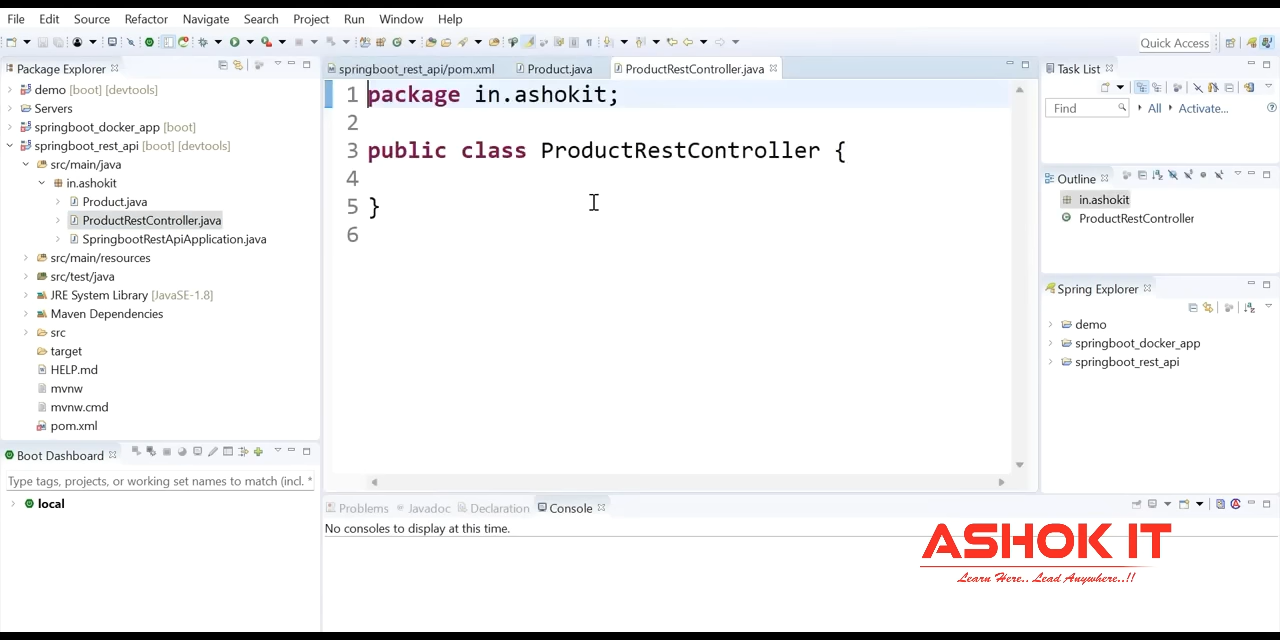 File Edit Source Refactor Navigate Search Project Run Window Help
Quick Access
Package Explorer
demo [boot] [devtools]
Servers
springboot_docker_app [boot]
springboot_rest_api [boot] [devtools]
src/main/java
in.ashokit
Product.java
ProductRestController.java
SpringbootRestApiApplication.java
src/main/resources
src/test/java
JRE System Library [JavaSE-1.8]
Maven Dependencies
src
target
HELP.md
mvnw
mvnw.cmd
pom.xml
Boot Dashboard
Type tags, projects, or working set names to match (incl. *
local
springboot_rest_api/pom.xml Product.java ProductRestController.java
1 package in.ashokit;
2
3 public class ProductRestController {
4
5 }
6
Problems Javadoc Declaration Console
No consoles to display at this time.
Task List
Find All Activate...
Outline
in.ashokit
ProductRestController
Spring Explorer
demo
springboot_docker_app
springboot_rest_api
ASHOK IT
Learn Here.. Lead Anywhere..!!